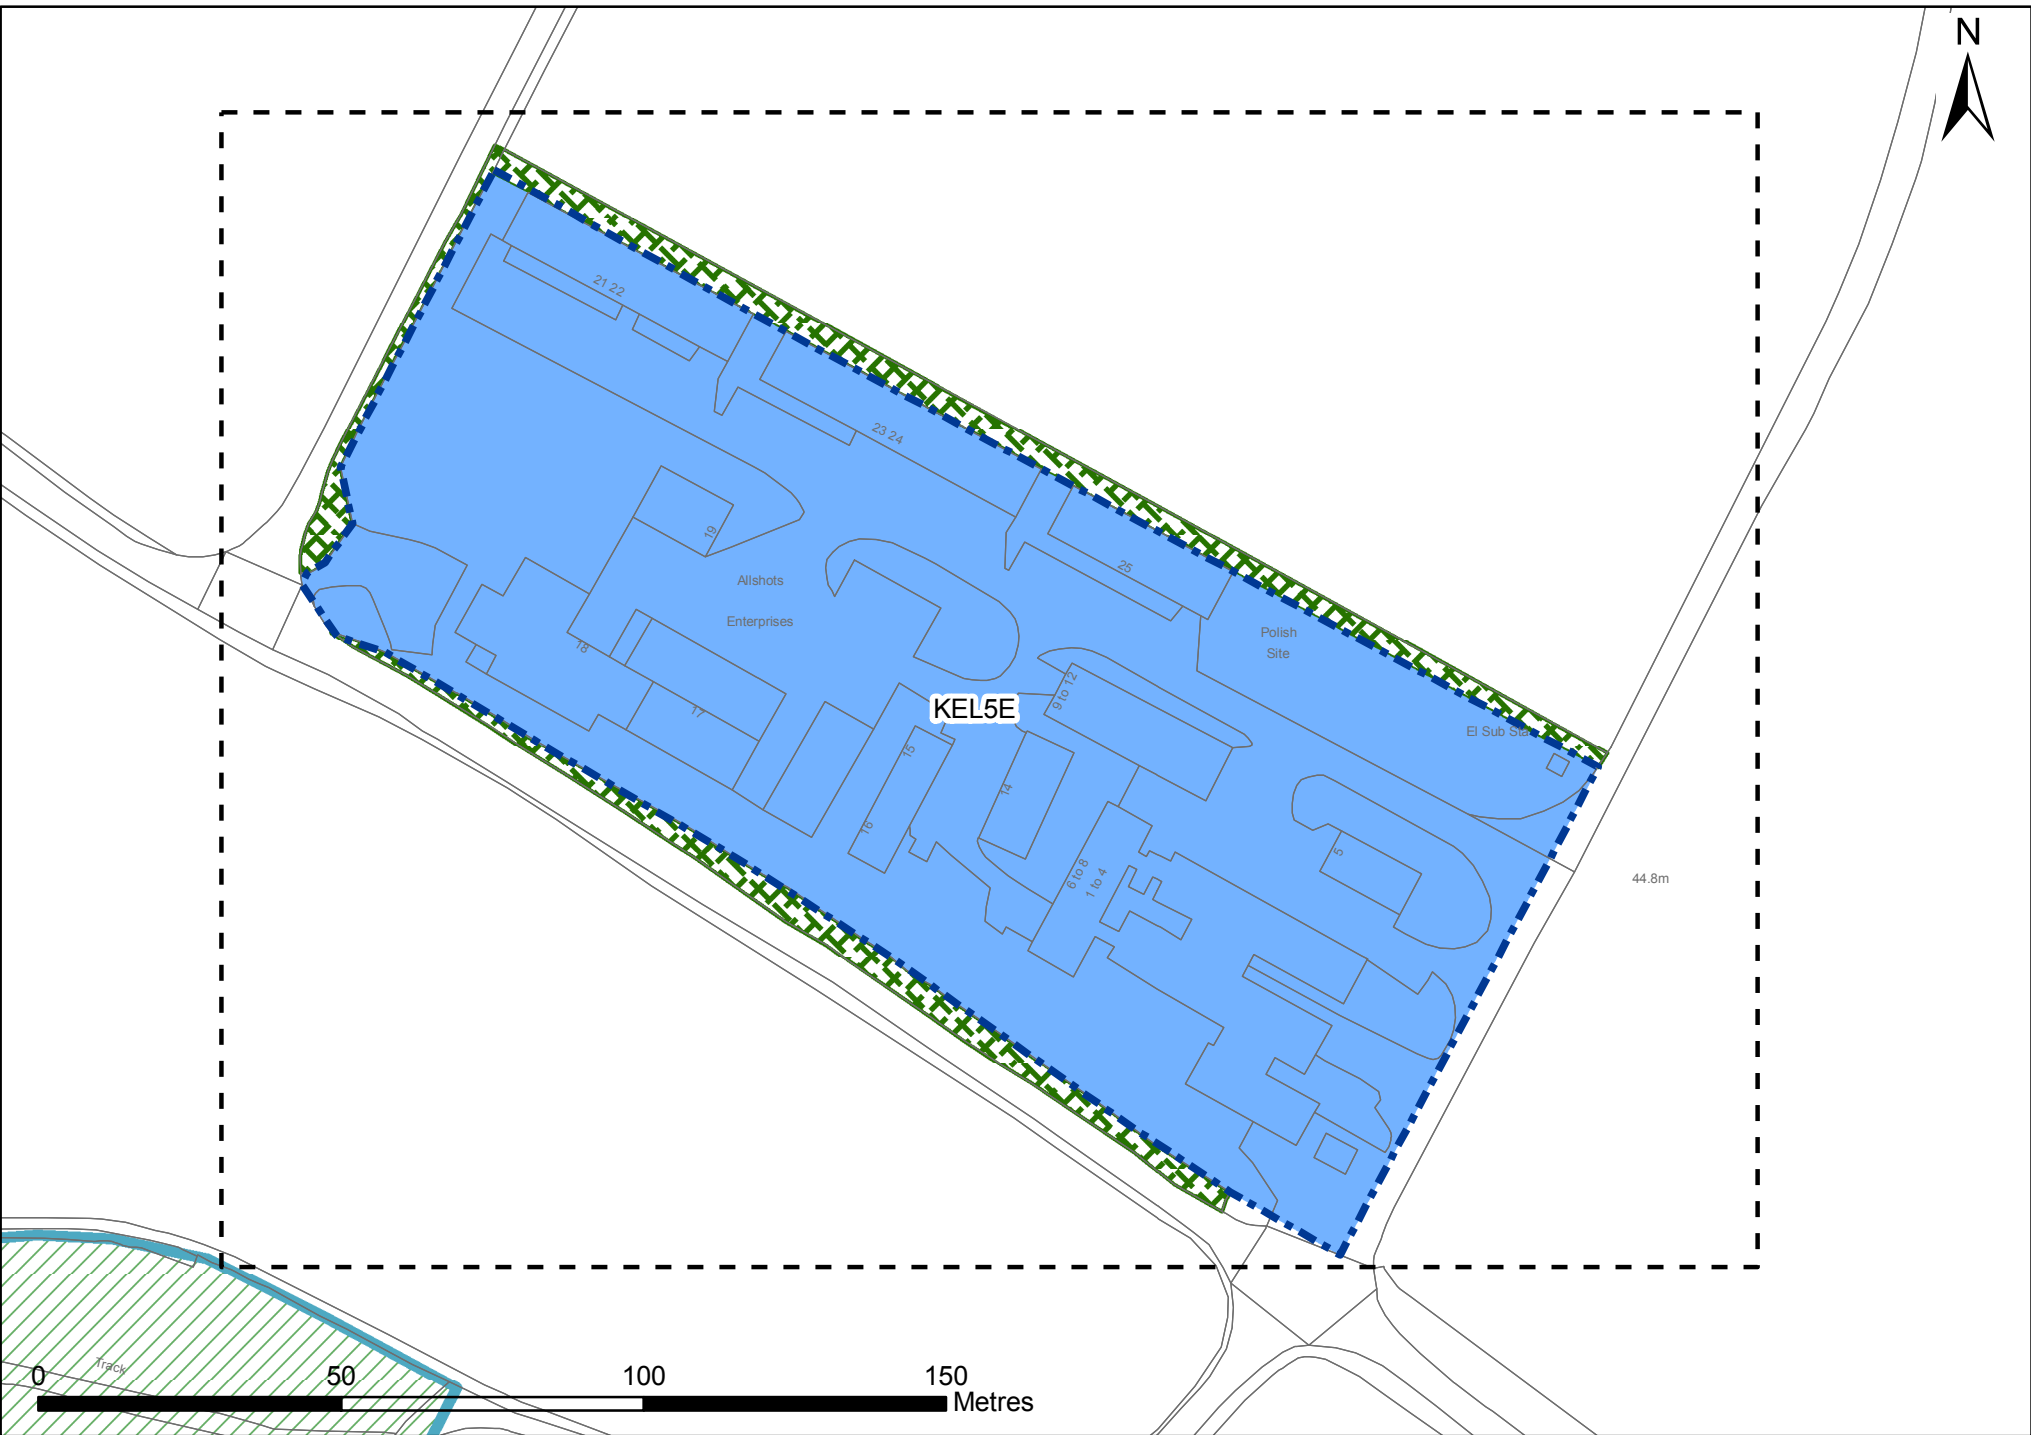 N
21 22
23 24
19
25
Allshots
Enterprises
Polish
Site
18
9 to 12
17
KEL5E
El Sub Sta
15
14
16
5
6 to 8
1 to 4
44.8m
Track
0 50 100 150
Metres